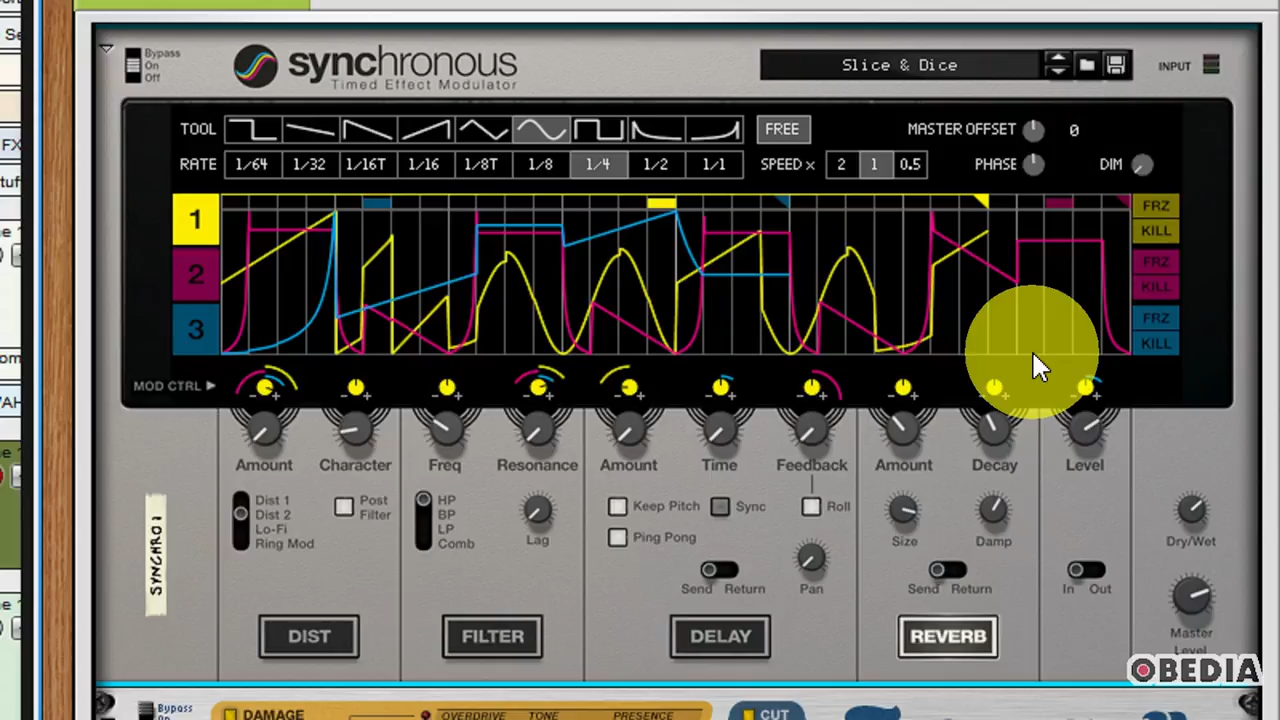 Se
Bypass
On
Off
synchronous
Timed Effect Modulator
Slice & Dice
INPUT
TOOL
FREE
MASTER OFFSET
0
RATE
1/64
1/32
1/16T
1/16
1/8T
1/8
1/4
1/2
1/1
SPEED ×
2
1
0.5
PHASE
DIM
FX
1
2
3
FRZ
KILL
FRZ
KILL
FRZ
KILL
MOD CTRL
- +
- +
- +
- +
- +
- +
- +
- +
- +
- +
Amount
Character
Freq
Resonance
Amount
Time
Feedback
Amount
Decay
Level
Dist 1
Dist 2
Lo-Fi
Ring Mod
Post
Filter
HP
BP
LP
Comb
Lag
Keep Pitch
Sync
Roll
Ping Pong
Send
Return
Pan
Size
Damp
Send
Return
In
Out
Dry/Wet
Master
Level
SYNCHRO 1
DIST
FILTER
DELAY
REVERB
OBEDIA
Bypass
On
DAMAGE
OVERDRIVE
TONE
PRESENCE
CUT